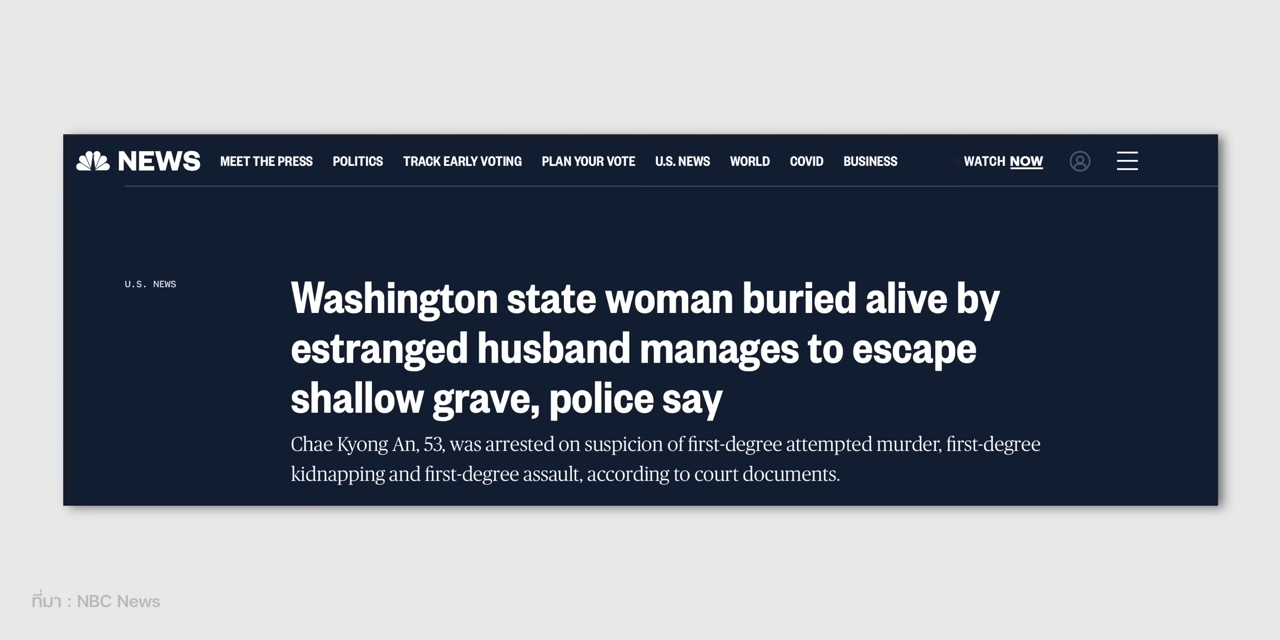 NEWS MEET THE PRESS POLITICS TRACK EARLY VOTING PLAN YOUR VOTE U.S. NEWS WORLD COVID BUSINESS WATCH NOW
U.S. NEWS
Washington state woman buried alive by
estranged husband manages to escape
shallow grave, police say
Chae Kyong An, 53, was arrested on suspicion of first-degree attempted murder, first-degree
kidnapping and first-degree assault, according to court documents.
ที่มา : NBC News